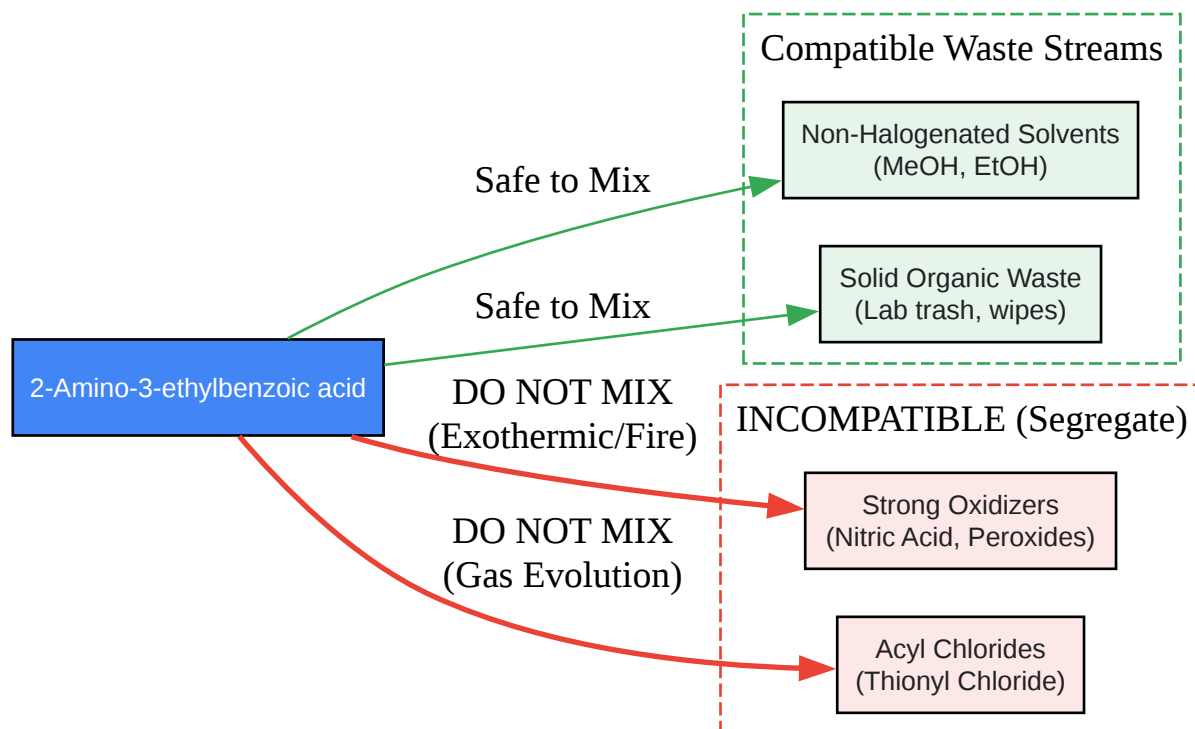 Compatible Waste Streams
Non-Halogenated Solvents
(MeOH, EtOH)
Safe to Mix
Solid Organic Waste
(Lab trash, wipes)
Safe to Mix
2-Amino-3-ethylbenzoic acid
DO NOT MIX
(Exothermic/Fire)
INCOMPATIBLE (Segregate)
Strong Oxidizers
(Nitric Acid, Peroxides)
DO NOT MIX
(Gas Evolution)
Acyl Chlorides
(Thionyl Chloride)